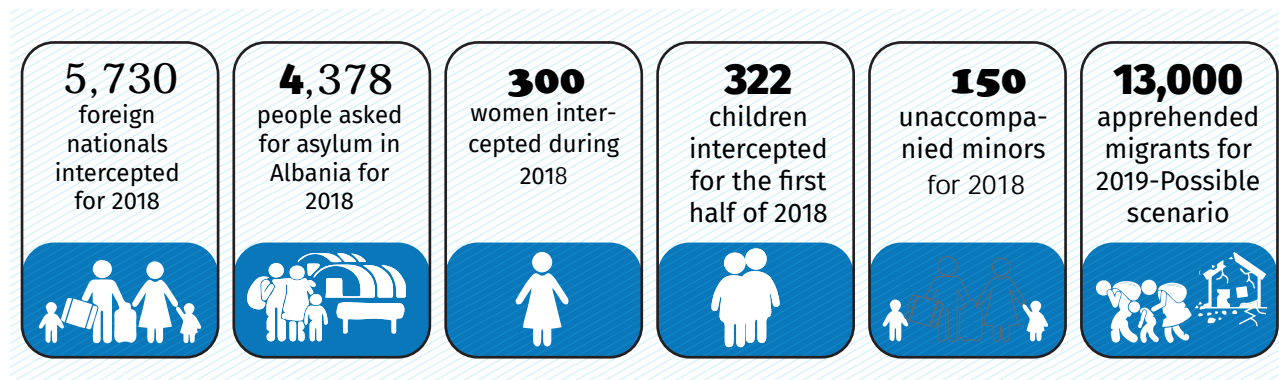 5,730
foreign
nationals
intercepted
for 2018
4,378
people asked
for asylum in
Albania for
2018
300
women inter-
cepted during
2018
322
children
intercepted
for the first
half of 2018
150
unaccompa-
nied minors
for 2018
13,000
apprehended
migrants for
2019-Possible
scenario